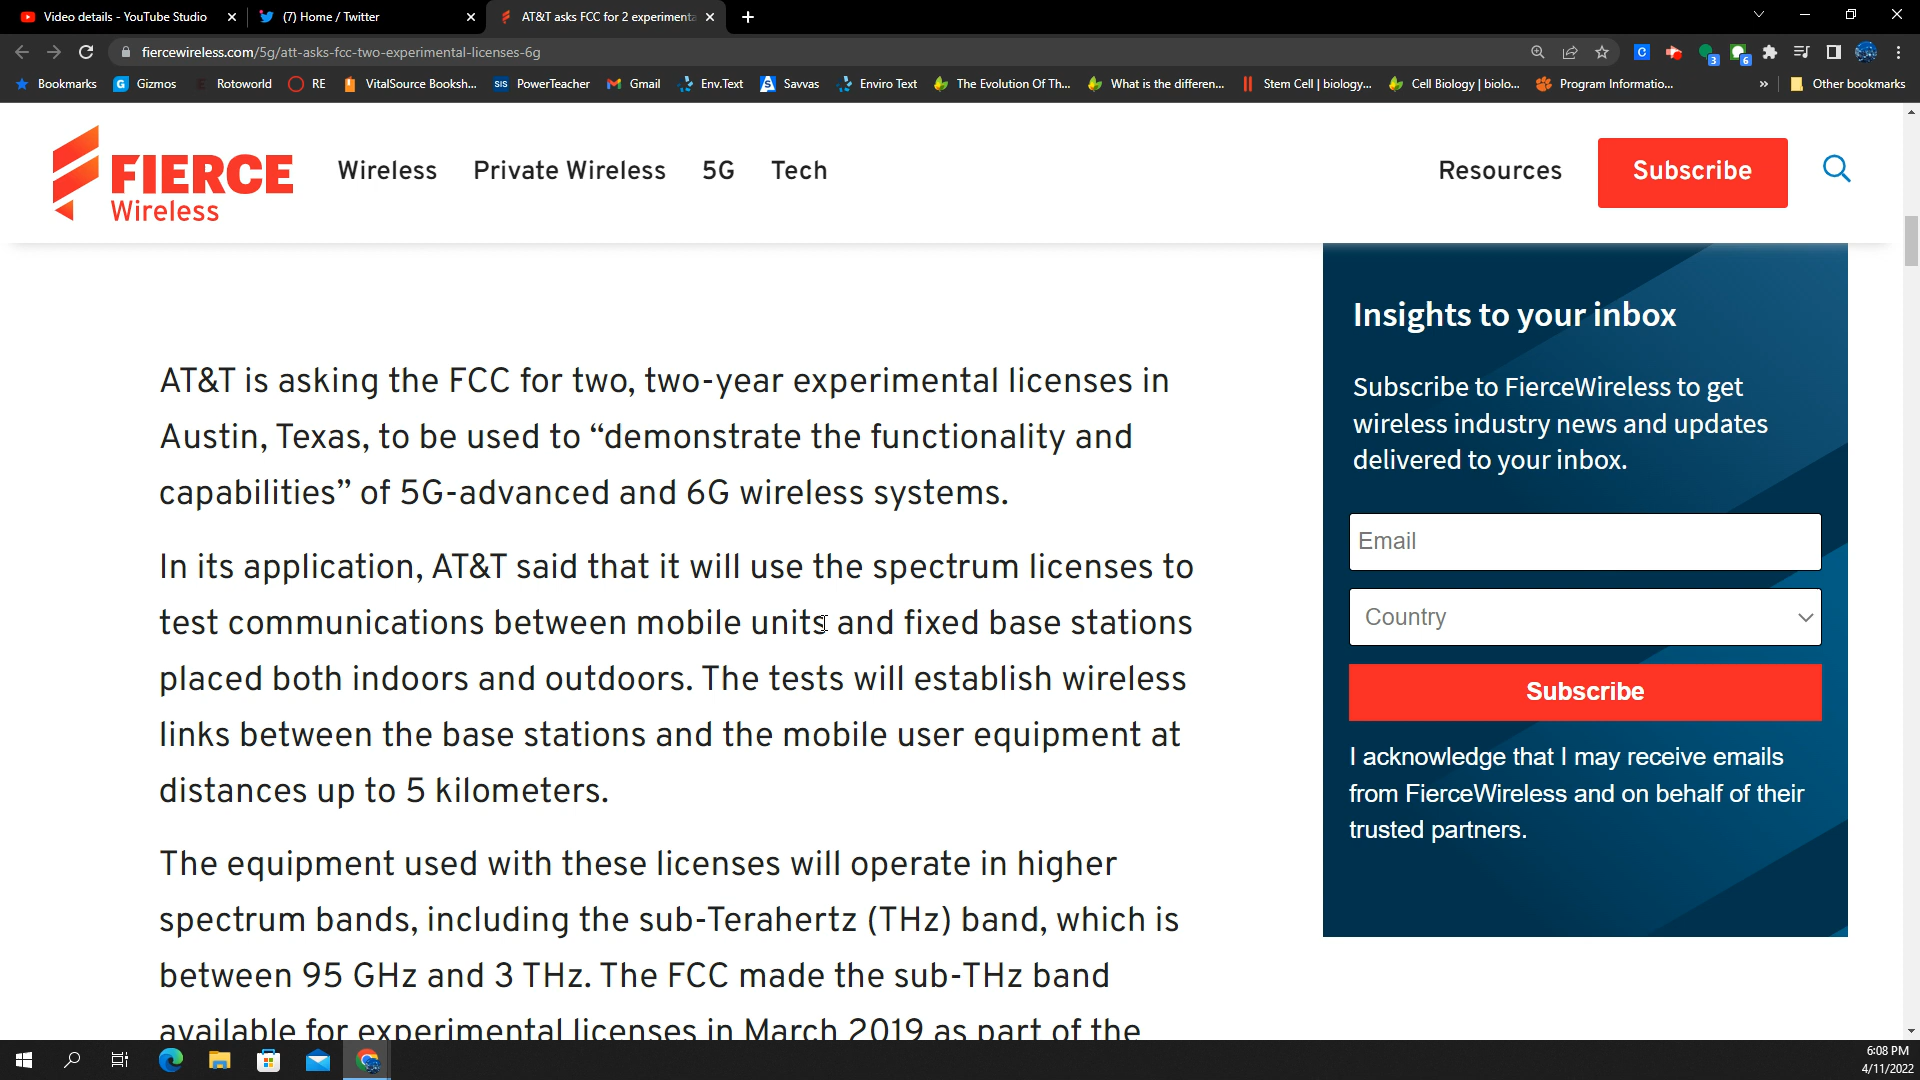 Video details - YouTube Studio
(7) Home / Twitter
AT&T asks FCC for 2 experimenta
fiercewireless.com/5g/att-asks-fcc-two-experimental-licenses-6g
3
6
Bookmarks
Gizmos
Rotoworld
RE
VitalSource Booksh...
PowerTeacher
Gmail
Env.Text
Savvas
Enviro Text
The Evolution Of Th...
What is the differen...
Stem Cell | biology...
Cell Biology | biolo...
Program Informatio...
Other bookmarks
FIERCE
Wireless
Wireless
Private Wireless
5G
Tech
Resources
Subscribe
AT&T is asking the FCC for two, two-year experimental licenses in
Austin, Texas, to be used to “demonstrate the functionality and
capabilities” of 5G-advanced and 6G wireless systems.
In its application, AT&T said that it will use the spectrum licenses to
test communications between mobile units and fixed base stations
placed both indoors and outdoors. The tests will establish wireless
links between the base stations and the mobile user equipment at
distances up to 5 kilometers.
The equipment used with these licenses will operate in higher
spectrum bands, including the sub-Terahertz (THz) band, which is
between 95 GHz and 3 THz. The FCC made the sub-THz band
available for experimental licenses in March 2019 as part of the
Insights to your inbox
Subscribe to FierceWireless to get
wireless industry news and updates
delivered to your inbox.
Email
Country
Subscribe
I acknowledge that I may receive emails
from FierceWireless and on behalf of their
trusted partners.
6:08 PM
4/11/2022